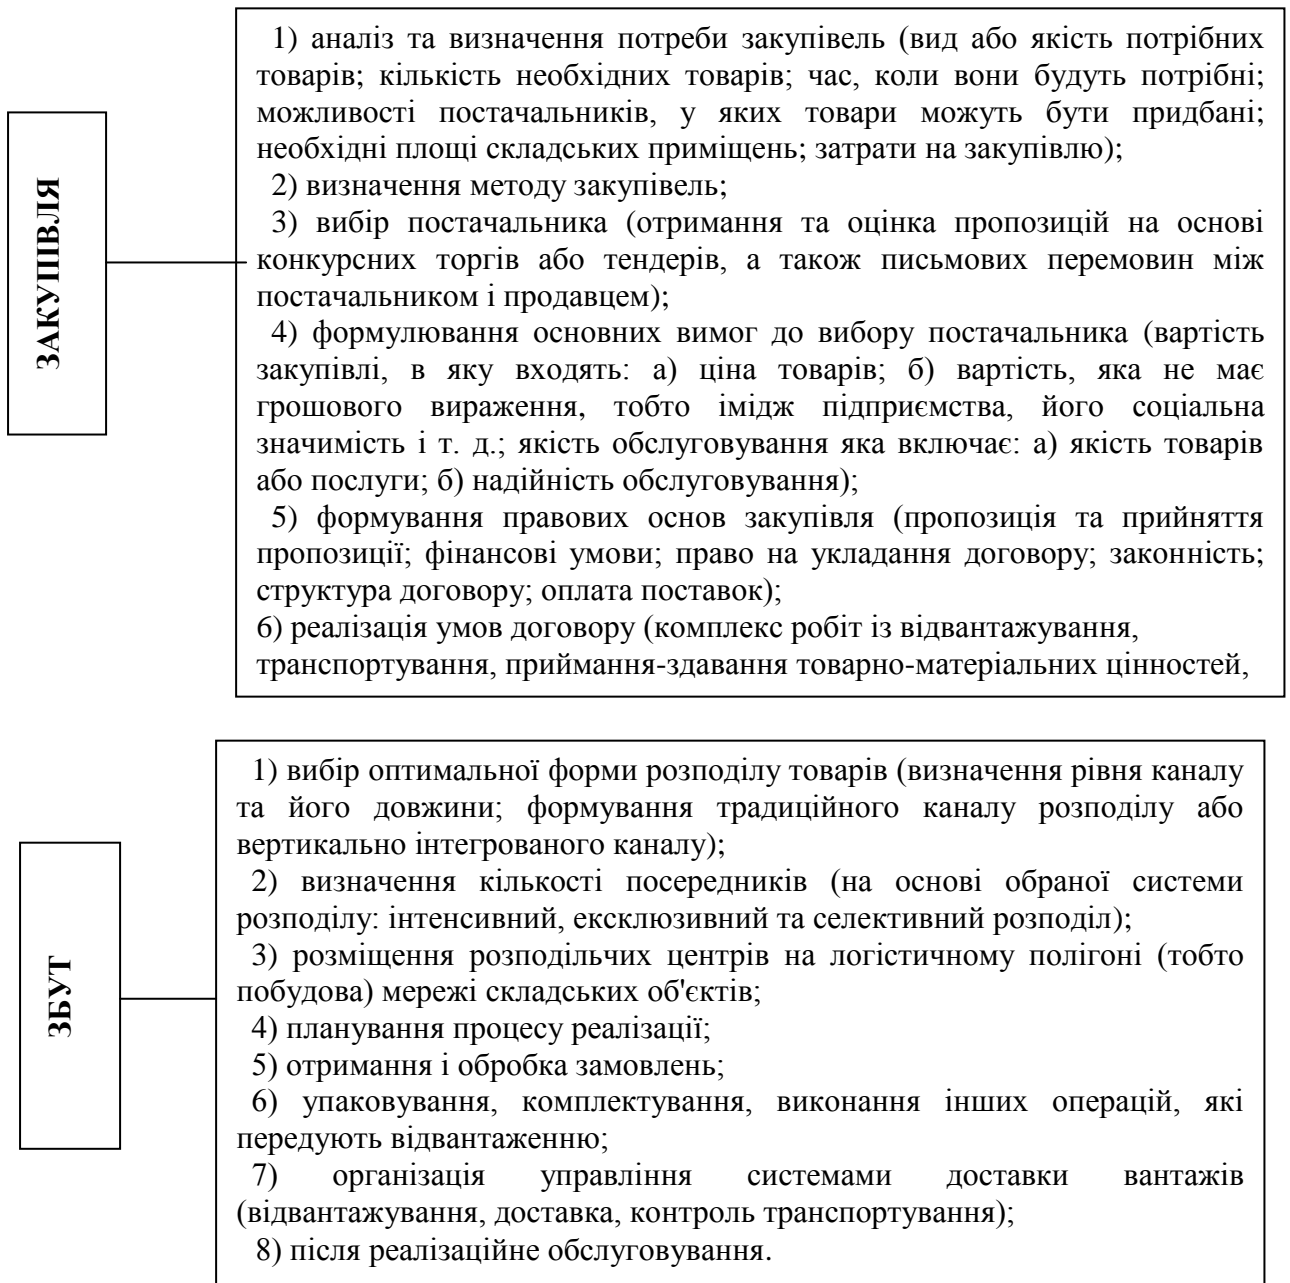 ЗАКУПІВЛЯ
1) аналіз та визначення потреби закупівель (вид або якість потрібних
товарів; кількість необхідних товарів; час, коли вони будуть потрібні;
можливості постачальників, у яких товари можуть бути придбані;
необхідні площі складських приміщень; затрати на закупівлю);
2) визначення методу закупівель;
3) вибір постачальника (отримання та оцінка пропозицій на основі
конкурсних торгів або тендерів, а також письмових перемовин між
постачальником і продавцем);
4) формулювання основних вимог до вибору постачальника (вартість
закупівлі, в яку входять: а) ціна товарів; б) вартість, яка не має
грошового вираження, тобто імідж підприємства, його соціальна
значимість і т. д.; якість обслуговування яка включає: а) якість товарів
або послуги; б) надійність обслуговування);
5) формування правових основ закупівля (пропозиція та прийняття
пропозиції; фінансові умови; право на укладання договору; законність;
структура договору; оплата поставок);
6) реалізація умов договору (комплекс робіт із відвантажування,
транспортування, приймання-здавання товарно-матеріальних цінностей,
ЗБУТ
1) вибір оптимальної форми розподілу товарів (визначення рівня каналу
та його довжини; формування традиційного каналу розподілу або
вертикально інтегрованого каналу);
2) визначення кількості посередників (на основі обраної системи
розподілу: інтенсивний, ексклюзивний та селективний розподіл);
3) розміщення розподільчих центрів на логістичному полігоні (тобто
побудова) мережі складських об'єктів;
4) планування процесу реалізації;
5) отримання і обробка замовлень;
6) упаковування, комплектування, виконання інших операцій, які
передують відвантаженню;
7) організація управління системами доставки вантажів
(відвантажування, доставка, контроль транспортування);
8) після реалізаційне обслуговування.